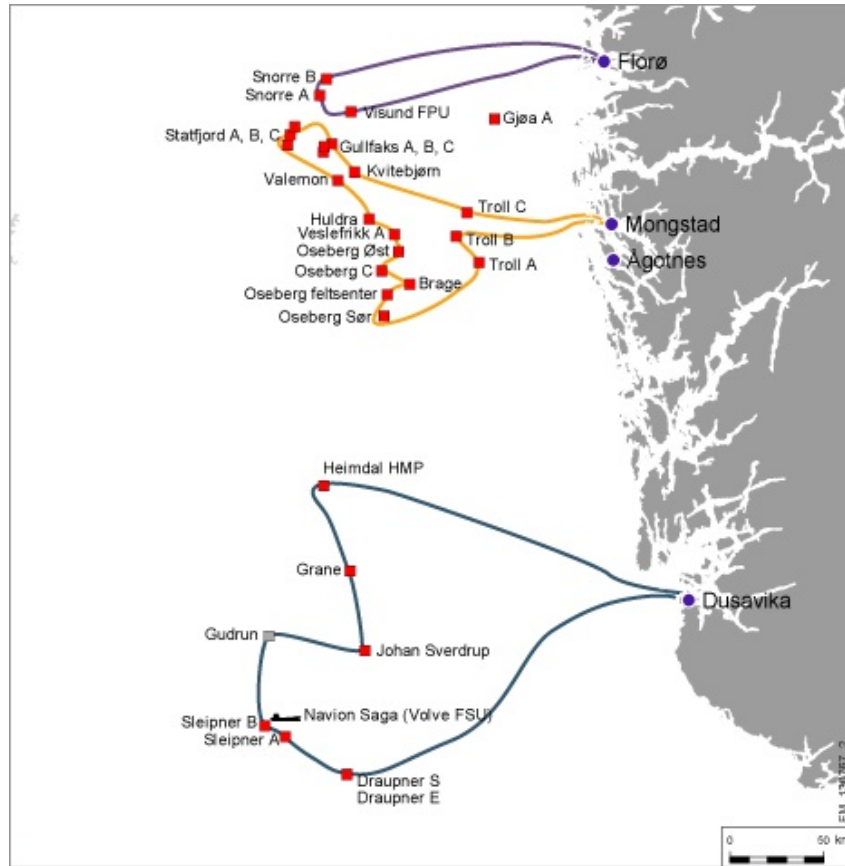 Florø
Snorre B
Snorre A
Visund FPU
Gjøa A
Statfjord A, B, C
Gullfaks A, B, C
Kvitebjørn
Valemon
Troll C
Huldra
Mongstad
Veslefrikk A
Troll B
Oseberg Øst
Ågotnes
Troll A
Oseberg C
Brage
Oseberg feltsenter
Oseberg Sør
Heimdal HMP
Grane
Dusavika
Gudrun
Johan Sverdrup
Navion Saga (Volve FSU)
Sleipner B
Sleipner A
Draupner S
Draupner E
0 50 km